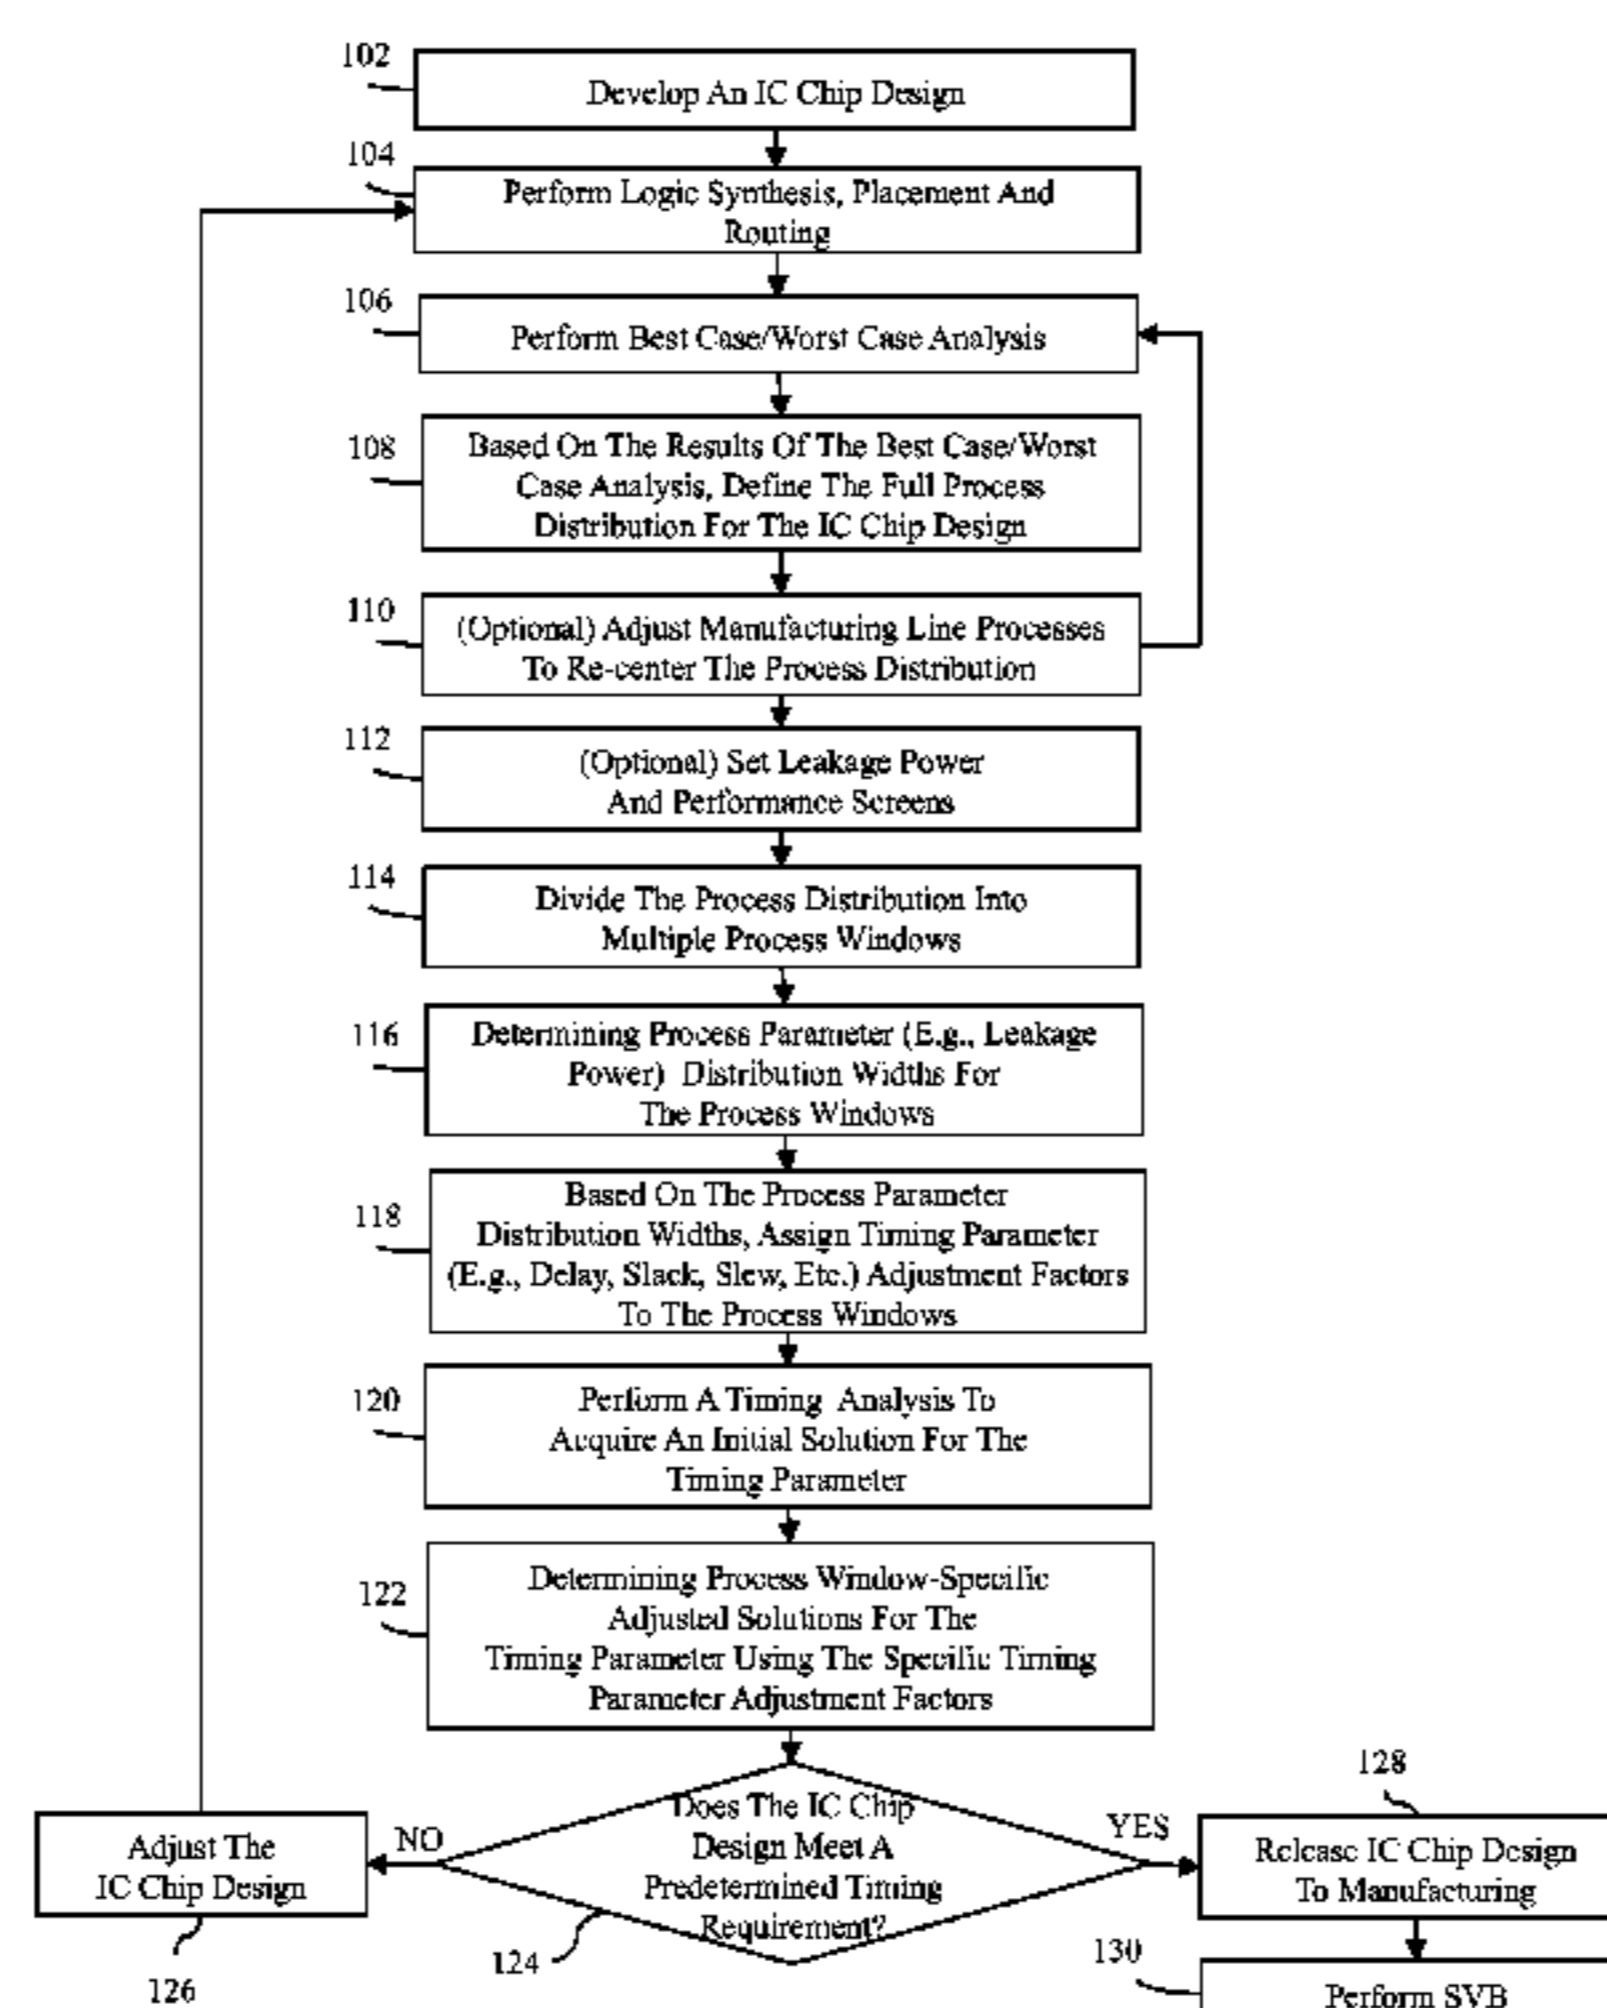 102
Develop An IC Chip Design
104
Perform Logic Synthesis, Placement And
Routing
106
Perform Best Case/Worst Case Analysis
108
Based On The Results Of The Best Case/Worst
Case Analysis, Define The Full Process
Distribution For The IC Chip Design
110
(Optional) Adjust Manufacturing Line Processes
To Re-center The Process Distribution
112
(Optional) Set Leakage Power
And Performance Screens
114
Divide The Process Distribution Into
Multiple Process Windows
116
Determining Process Parameter (E.g., Leakage
Power) Distribution Widths For
The Process Windows
118
Based On The Process Parameter
Distribution Widths, Assign Timing Parameter
(E.g., Delay, Slack, Slew, Etc.) Adjustment Factors
To The Process Windows
120
Perform A Timing Analysis To
Acquire An Initial Solution For The
Timing Parameter
122
Determining Process Window-Specific
Adjusted Solutions For The
Timing Parameter Using The Specific Timing
Parameter Adjustment Factors
Does The IC Chip
Design Meet A
Predetermined Timing
Requirement?
124
NO
Adjust The
IC Chip Design
126
YES
128
Release IC Chip Design
To Manufacturing
130
Perform SVB